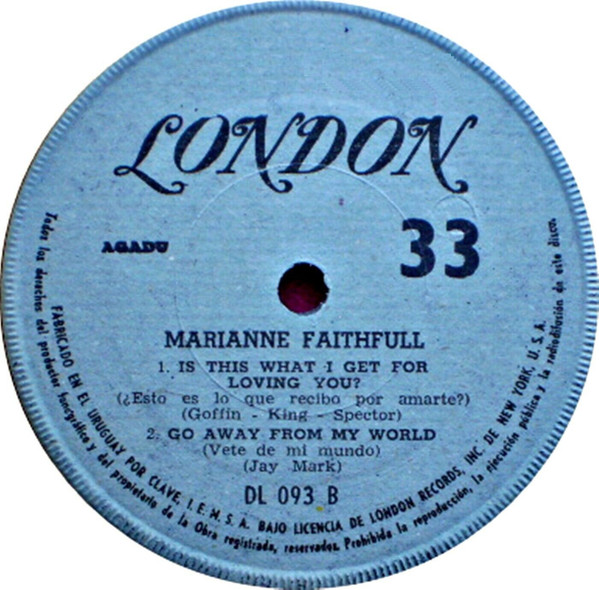 LONDON
AGADU
33
MARIANNE FAITHFULL
1. IS THIS WHAT I GET FOR
LOVING YOU?
(¿Esto es lo que recibo por amarte?)
(Goffin - King - Spector)
2. GO AWAY FROM MY WORLD
(Vete de mi mundo)
(Jay Mark)
DL 093 B
FABRICADO EN EL URUGUAY POR CLAVE, I.E.M.S.A. BAJO LICENCIA DE LONDON RECORDS, INC. DE NEW YORK, U.S.A.
Todos los derechos del productor fonográfico y del propietario de la Obra registrada, reservados. Prohibida la reproducción, la ejecución pública y la radiodifusión de este disco.